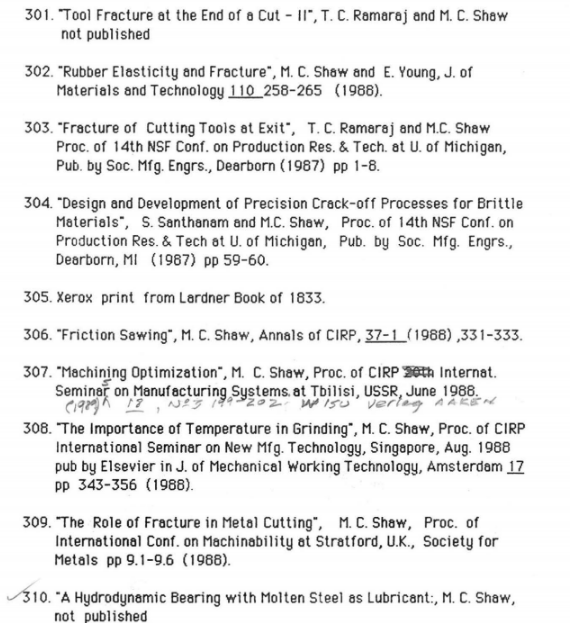 301. "Tool Fracture at the End of a Cut - II", T. C. Ramaraj and M. C. Shaw
not published
302. "Rubber Elasticity and Fracture", M. C. Shaw and E. Young, J. of
Materials and Technology 110 258-265 (1988).
303. "Fracture of Cutting Tools at Exit", T. C. Ramaraj and M.C. Shaw
Proc. of 14th NSF Conf. on Production Res. & Tech. at U. of Michigan,
Pub. by Soc. Mfg. Engrs., Dearborn (1987) pp 1-8.
304. "Design and Development of Precision Crack-off Processes for Brittle
Materials", S. Santhanam and M.C. Shaw, Proc. of 14th NSF Conf. on
Production Res. & Tech at U. of Michigan, Pub. by Soc. Mfg. Engrs.,
Dearborn, MI (1987) pp 59-60.
305. Xerox print from Lardner Book of 1833.
306. "Friction Sawing", M. C. Shaw, Annals of CIRP, 37-1 (1988) ,331-333.
307. "Machining Optimization", M. C. Shaw, Proc. of CIRP Internat.
Seminar on Manufacturing Systems at Tbilisi, USSR, June 1988.
(1989) 18, No 3 199-202. Verlag
308. "The Importance of Temperature in Grinding", M. C. Shaw, Proc. of CIRP
International Seminar on New Mfg. Technology, Singapore, Aug. 1988
pub by Elsevier in J. of Mechanical Working Technology, Amsterdam 17
pp 343-356 (1988).
309. "The Role of Fracture in Metal Cutting", M. C. Shaw, Proc. of
International Conf. on Machinability at Stratford, U.K., Society for
Metals pp 9.1-9.6 (1988).
310. "A Hydrodynamic Bearing with Molten Steel as Lubricant:, M. C. Shaw,
not published